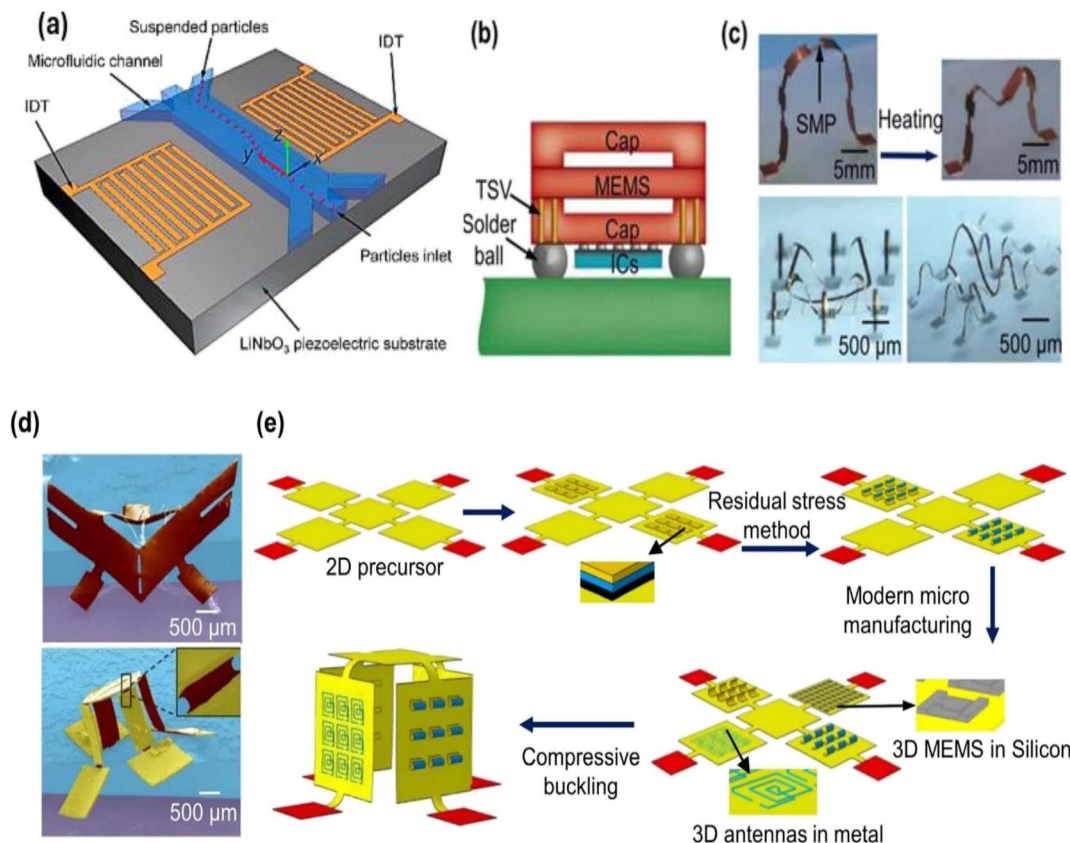 (a)
Suspended particles
IDT
Microfluidic channel
IDT
z
y
x
Particles inlet
LiNbO3 piezoelectric substrate
(b)
Cap
MEMS
TSV
Cap
Solder
ball
ICs
(c)
SMP
Heating
5mm
5mm
500 μm
500 μm
(d)
500 μm
500 μm
(e)
2D precursor
Residual stress
method
Modern micro
manufacturing
3D MEMS in Silicon
3D antennas in metal
Compressive
buckling